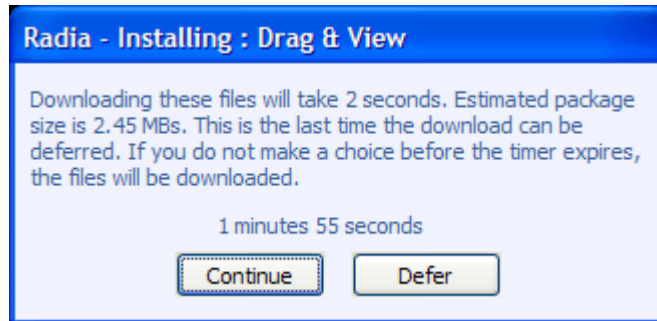 Radia - Installing : Drag & View
Downloading these files will take 2 seconds. Estimated package
size is 2.45 MBs. This is the last time the download can be
deferred. If you do not make a choice before the timer expires,
the files will be downloaded.
1 minutes 55 seconds
Continue Defer